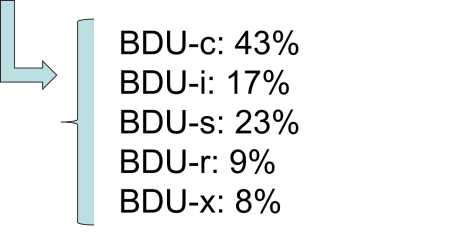 BDU-c: 43%
BDU-i: 17%
BDU-s: 23%
BDU-r: 9%
BDU-x: 8%